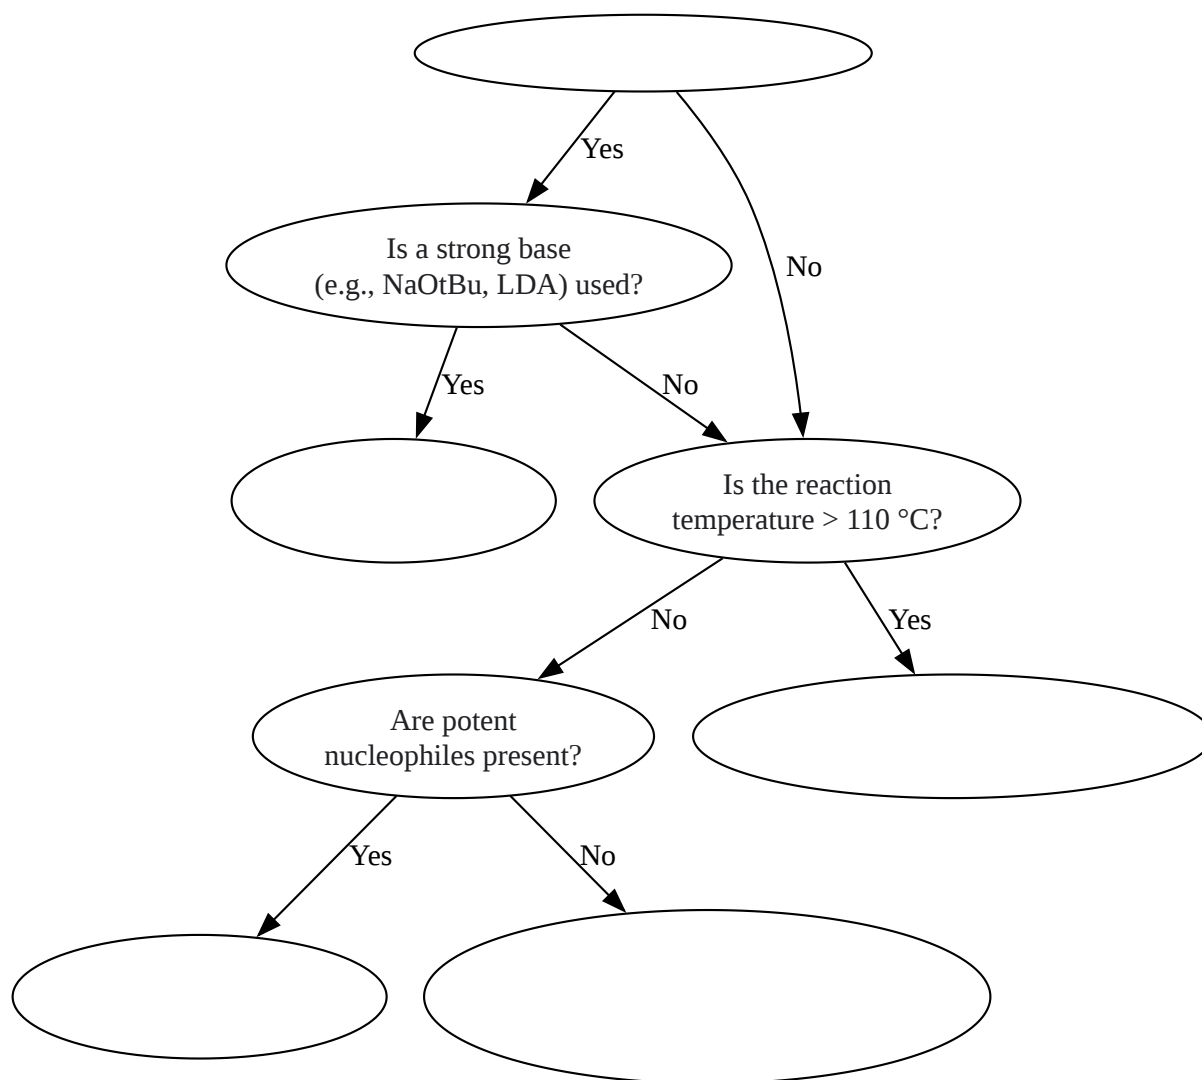 Yes
Is a strong base
(e.g., NaOtBu, LDA) used?
No
Yes
No
Is the reaction
temperature > 110 °C?
No
Yes
Are potent
nucleophiles present?
Yes
No